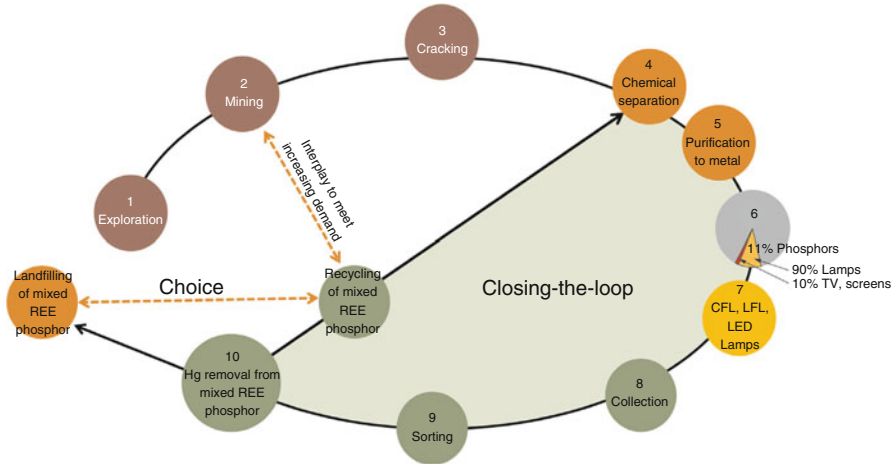 1
Exploration
2
Mining
3
Cracking
4
Chemical
separation
5
Purification
to metal
6
11% Phosphors
90% Lamps
10% TV, screens
7
CFL, LFL,
LED
Lamps
8
Collection
9
Sorting
10
Hg removal from
mixed REE
phosphor
Recycling
of mixed
REE
phosphor
Landfilling
of mixed
REE
phosphor
Choice
Interplay to meet
increasing demand
Closing-the-loop